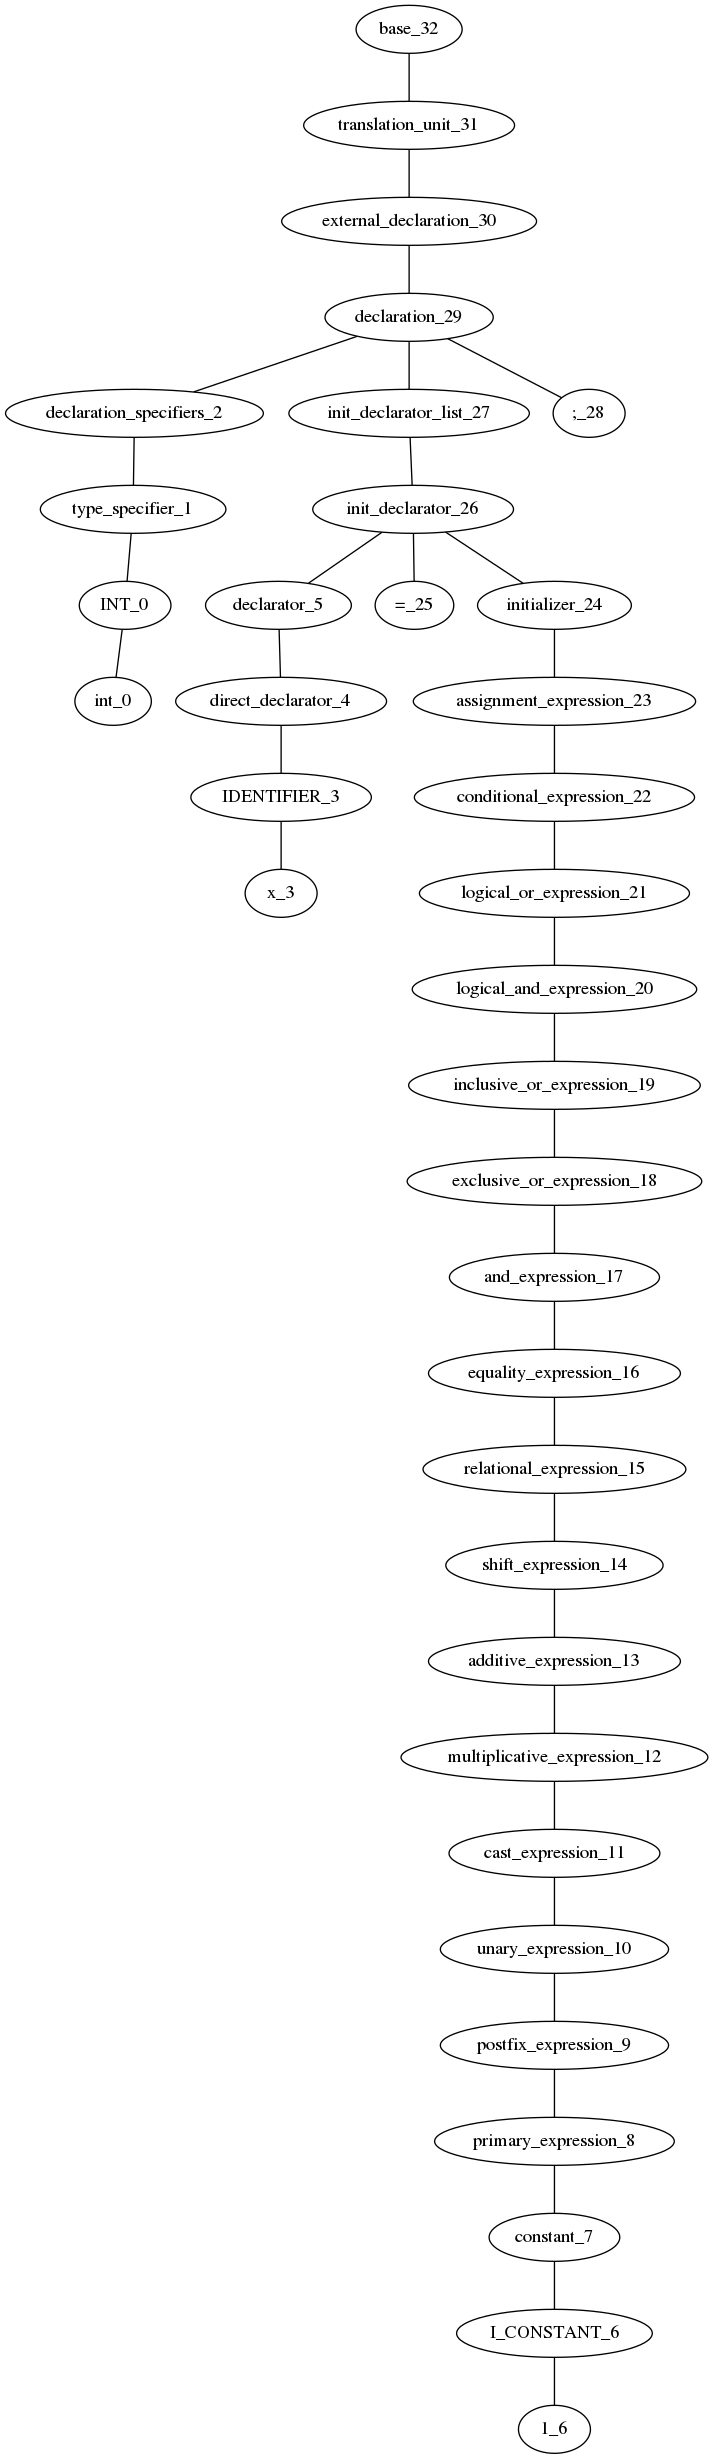 base_32
translation_unit_31
external_declaration_30
declaration_29
declaration_specifiers_2 init_declarator_list_27 ;_28
type_specifier_1 init_declarator_26
INT_0 declarator_5 =_25 initializer_24
int_0 direct_declarator_4 assignment_expression_23
IDENTIFIER_3 conditional_expression_22
x_3 logical_or_expression_21
logical_and_expression_20
inclusive_or_expression_19
exclusive_or_expression_18
and_expression_17
equality_expression_16
relational_expression_15
shift_expression_14
additive_expression_13
multiplicative_expression_12
cast_expression_11
unary_expression_10
postfix_expression_9
primary_expression_8
constant_7
I_CONSTANT_6
1_6